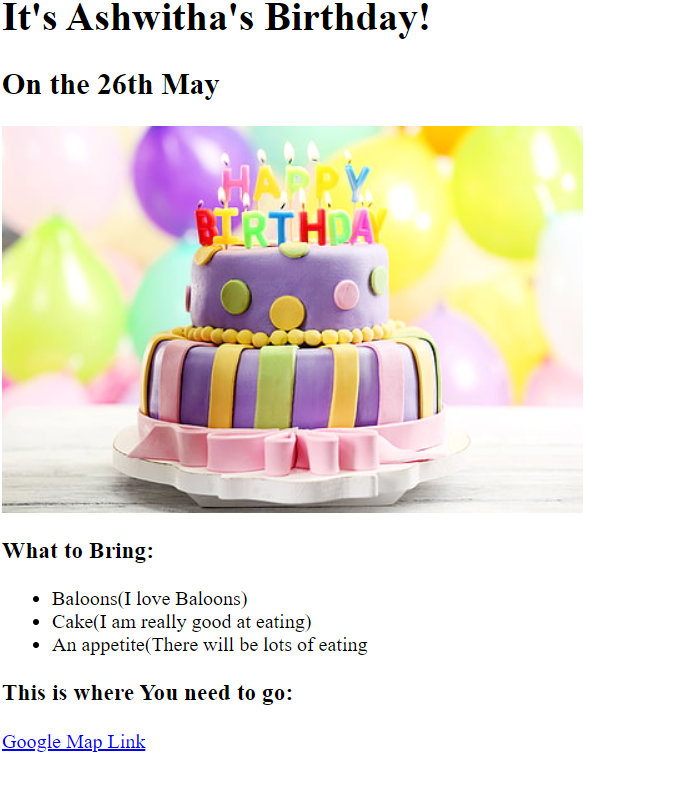 It's Ashwitha's Birthday!
On the 26th May
HAPPY
BIRTHDAY
What to Bring:
Baloons(I love Baloons)
Cake(I am really good at eating)
An appetite(There will be lots of eating
This is where You need to go:
Google Map Link